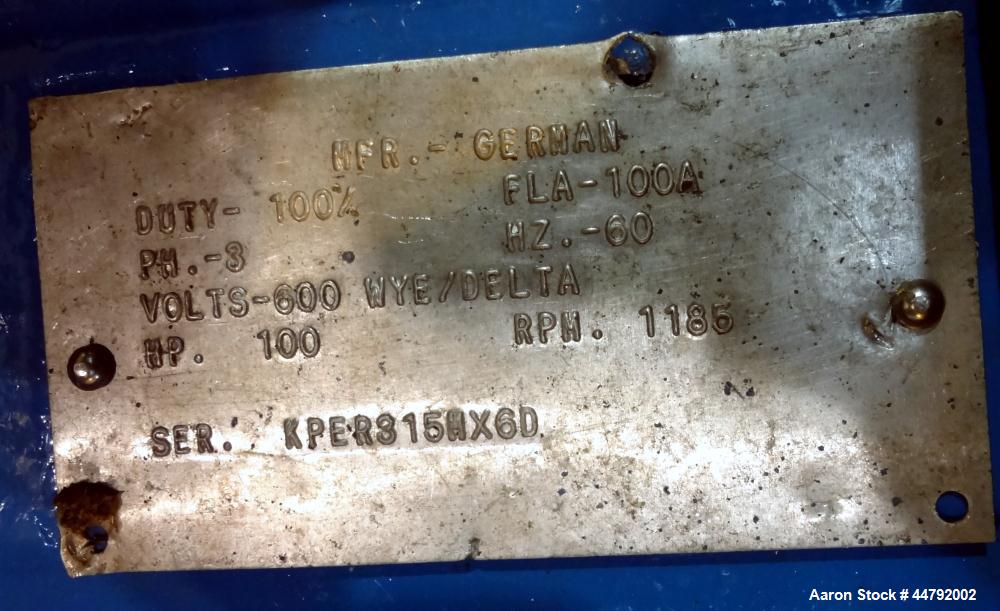 MFR.- GERMAN
DUTY- 100% FLA-100A
PH.-3 HZ.-60
VOLTS-600 WYE/DELTA
HP. 100 RPM. 1185
SER. KPER315MX6D
Aaron Stock # 44792002